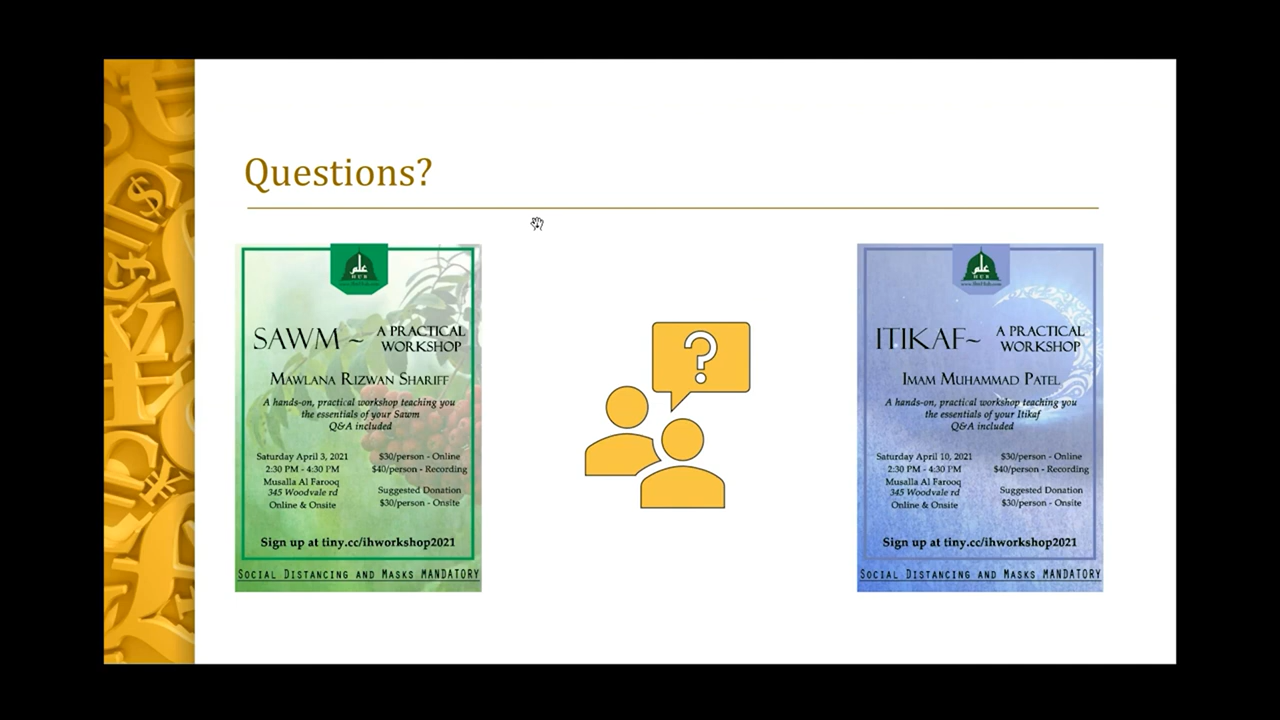 Questions?
علم
HUB
SAWM ~ A PRACTICAL
WORKSHOP
MAWLANA RIZWAN SHARIFF
A hands-on, practical workshop teaching you
the essentials of your Sawm
Q&A included
Saturday April 3, 2021
2:30 PM - 4:30 PM
Musalla Al Farooq
345 Woodvale rd
Online & Onsite
$30/person - Online
$40/person - Recording
Suggested Donation
$30/person - Onsite
Sign up at tiny.cc/ihworkshop2021
SOCIAL DISTANCING AND MASKS MANDATORY
?
علم
HUB
ITIKAF~ A PRACTICAL
WORKSHOP
IMAM MUHAMMAD PATEL
A hands-on, practical workshop teaching you
the essentials of your Itikaf
Q&A included
Saturday April 10, 2021
2:30 PM - 4:30 PM
Musalla Al Farooq
345 Woodvale rd
Online & Onsite
$30/person - Online
$40/person - Recording
Suggested Donation
$30/person - Onsite
Sign up at tiny.cc/ihworkshop2021
SOCIAL DISTANCING AND MASKS MANDATORY